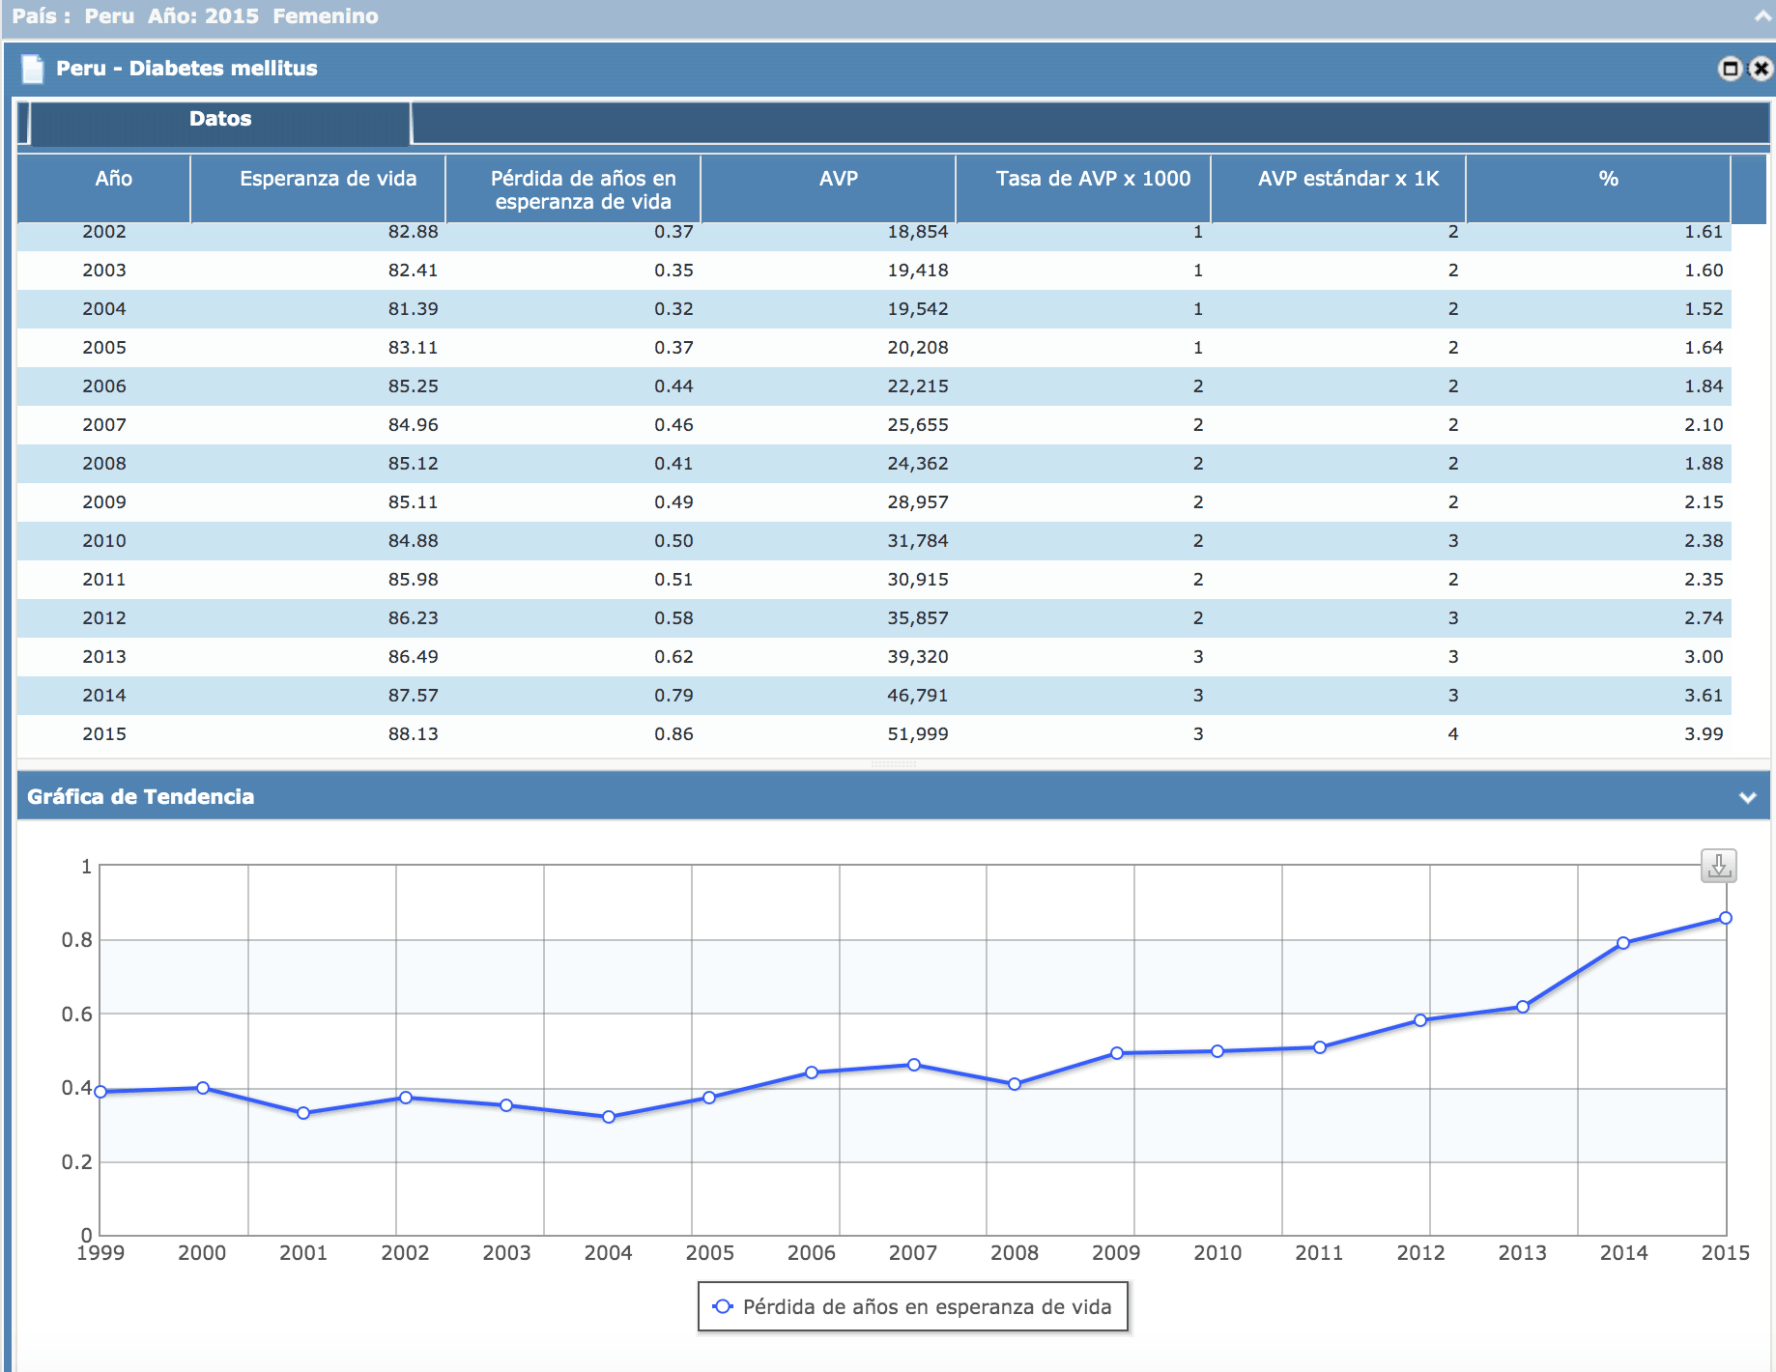 País :  Peru  Año: 2015  Femenino
Peru - Diabetes mellitus
Datos
Año Esperanza de vida Pérdida de años en esperanza de vida AVP Tasa de AVP x 1000 AVP estándar x 1K %
2002 82.88 0.37 18,854 1 2 1.61
2003 82.41 0.35 19,418 1 2 1.60
2004 81.39 0.32 19,542 1 2 1.52
2005 83.11 0.37 20,208 1 2 1.64
2006 85.25 0.44 22,215 2 2 1.84
2007 84.96 0.46 25,655 2 2 2.10
2008 85.12 0.41 24,362 2 2 1.88
2009 85.11 0.49 28,957 2 2 2.15
2010 84.88 0.50 31,784 2 3 2.38
2011 85.98 0.51 30,915 2 2 2.35
2012 86.23 0.58 35,857 2 3 2.74
2013 86.49 0.62 39,320 3 3 3.00
2014 87.57 0.79 46,791 3 3 3.61
2015 88.13 0.86 51,999 3 4 3.99
Gráfica de Tendencia
1
0.8
0.6
0.4
0.2
0
1999 2000 2001 2002 2003 2004 2005 2006 2007 2008 2009 2010 2011 2012 2013 2014 2015
Pérdida de años en esperanza de vida